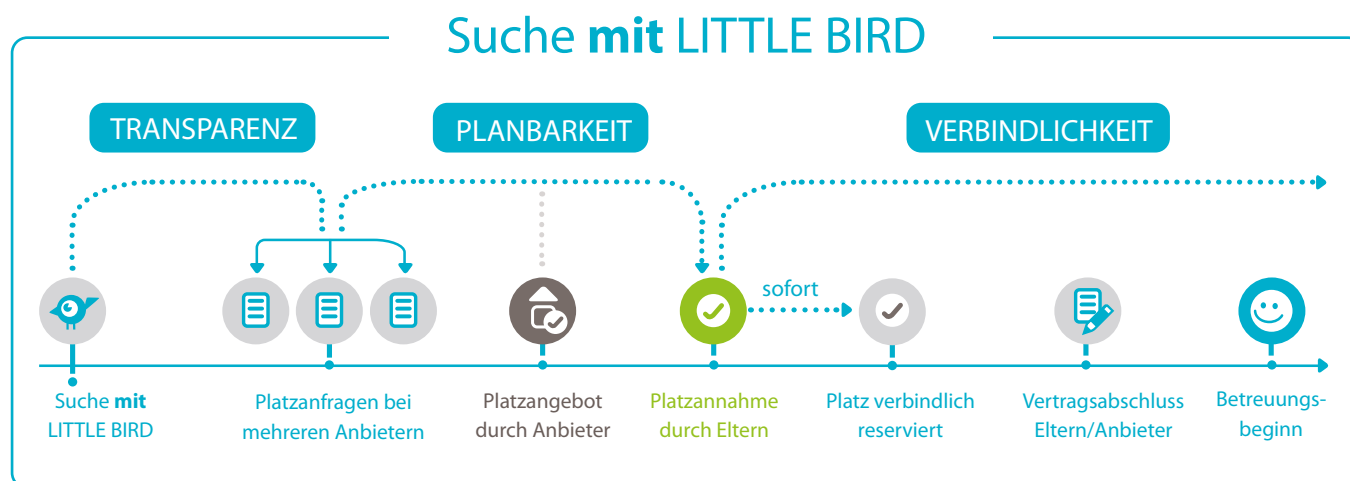 Suche mit LITTLE BIRD
TRANSPARENZ
PLANBARKEIT
VERBINDLICHKEIT
sofort
Suche mit
LITTLE BIRD
Platzanfragen bei
mehreren Anbietern
Platzangebot
durch Anbieter
Platzannahme
durch Eltern
Platz verbindlich
reserviert
Vertragsabschluss
Eltern/Anbieter
Betreuungs-
beginn